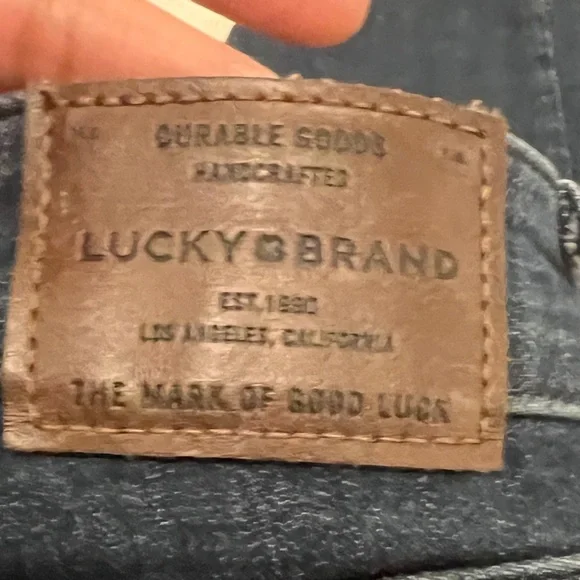 DURABLE GOODS
HANDCRAFTED
LUCKY BRAND
EST. 1990
LOS ANGELES, CALIFORNIA
THE MARK OF GOOD LUCK